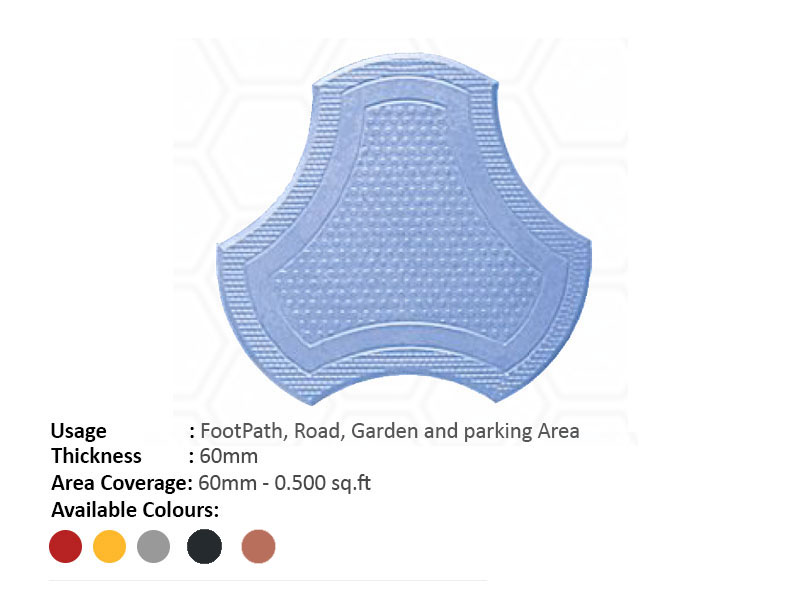 Usage : FootPath, Road, Garden and parking Area
Thickness : 60mm
Area Coverage: 60mm - 0.500 sq.ft
Available Colours: